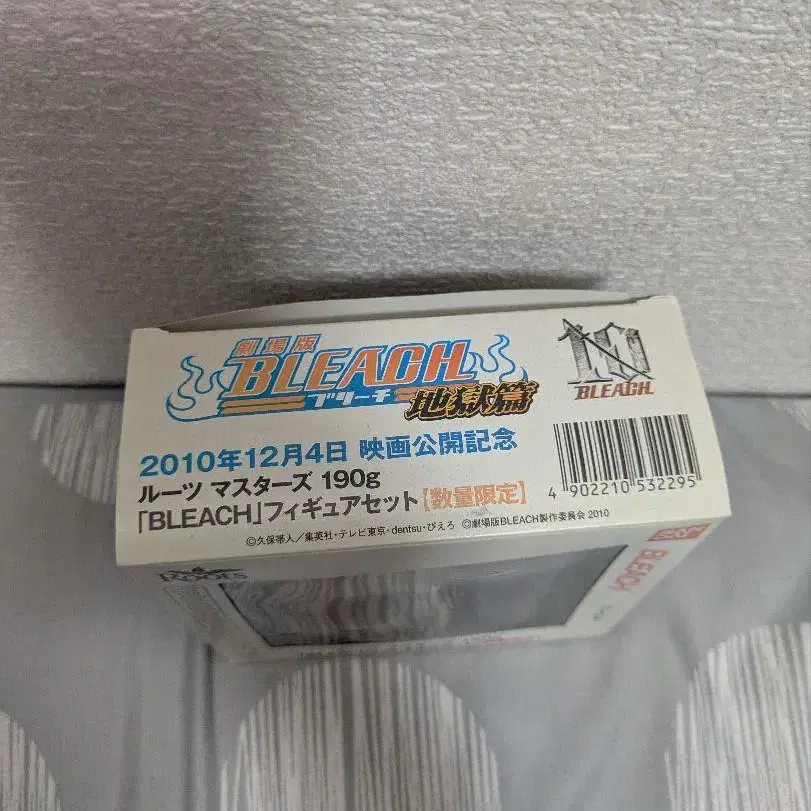 劇場版
BLEACH
ブリーチ
地獄篇
BLEACH
2010年12月4日 映画公開記念
ルーツ マスターズ 190g
「BLEACH」フィギュアセット【数量限定】
4 902210 532295
©久保帯人／集英社・テレビ東京・dentsu・ぴえろ ©劇場版BLEACH製作委員会 2010
ROOTS
BLEACH